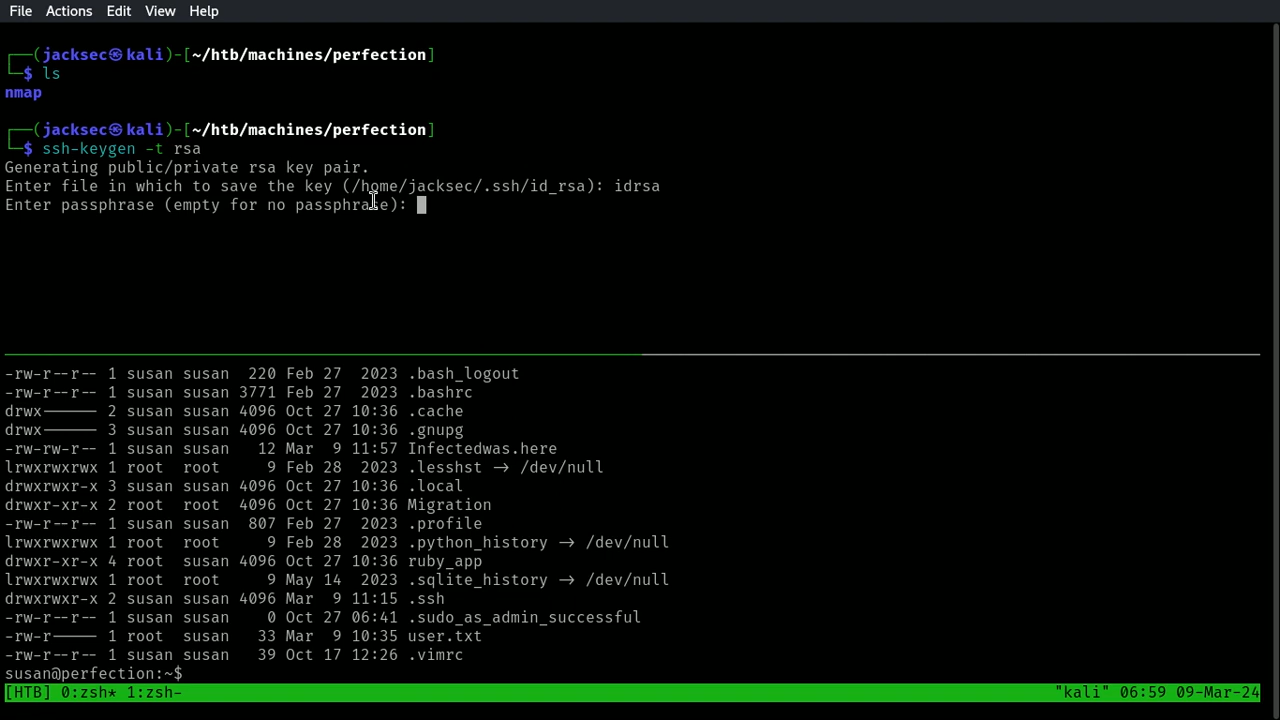 File Actions Edit View Help
┌──(jacksec㉿kali)-[~/htb/machines/perfection]
└─$ ls
nmap
┌──(jacksec㉿kali)-[~/htb/machines/perfection]
└─$ ssh-keygen -t rsa
Generating public/private rsa key pair.
Enter file in which to save the key (/home/jacksec/.ssh/id_rsa): idrsa
Enter passphrase (empty for no passphrase):
-rw-r--r-- 1 susan susan  220 Feb 27  2023 .bash_logout
-rw-r--r-- 1 susan susan 3771 Feb 27  2023 .bashrc
drwx------ 2 susan susan 4096 Oct 27 10:36 .cache
drwx------ 3 susan susan 4096 Oct 27 10:36 .gnupg
-rw-rw-r-- 1 susan susan   12 Mar  9 11:57 Infectedwas.here
lrwxrwxrwx 1 root  root     9 Feb 28  2023 .lesshst -> /dev/null
drwxrwxr-x 3 susan susan 4096 Oct 27 10:36 .local
drwxr-xr-x 2 root  root  4096 Oct 27 10:36 Migration
-rw-r--r-- 1 susan susan  807 Feb 27  2023 .profile
lrwxrwxrwx 1 root  root     9 Feb 28  2023 .python_history -> /dev/null
drwxr-xr-x 4 root  susan 4096 Oct 27 10:36 ruby_app
lrwxrwxrwx 1 root  root     9 May 14  2023 .sqlite_history -> /dev/null
drwxrwxr-x 2 susan susan 4096 Mar  9 11:15 .ssh
-rw-r--r-- 1 susan susan    0 Oct 27 06:41 .sudo_as_admin_successful
-rw-r----- 1 root  susan   33 Mar  9 10:35 user.txt
-rw-r--r-- 1 susan susan   39 Oct 17 12:26 .vimrc
susan@perfection:~$
[HTB] 0:zsh* 1:zsh- "kali" 06:59 09-Mar-24